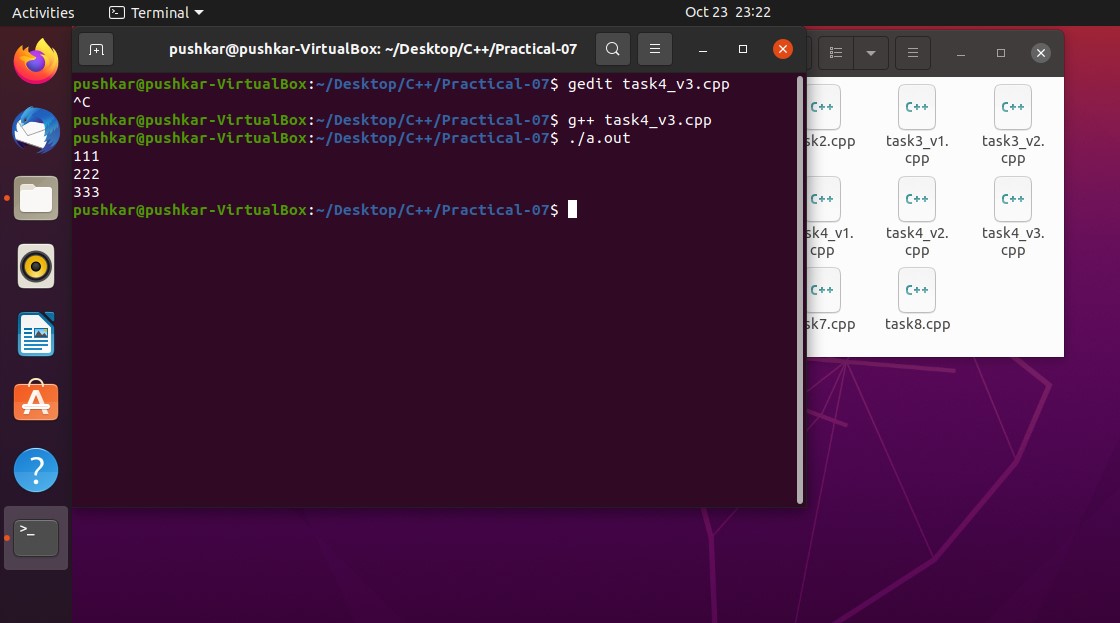 Activities
Terminal
Oct 23 23:22
pushkar@pushkar-VirtualBox: ~/Desktop/C++/Practical-07
pushkar@pushkar-VirtualBox:~/Desktop/C++/Practical-07$ gedit task4_v3.cpp
^C
pushkar@pushkar-VirtualBox:~/Desktop/C++/Practical-07$ g++ task4_v3.cpp
pushkar@pushkar-VirtualBox:~/Desktop/C++/Practical-07$ ./a.out
111
222
333
pushkar@pushkar-VirtualBox:~/Desktop/C++/Practical-07$
C++ C++ C++
sk2.cpp task3_v1. task3_v2.
cpp cpp
C++ C++ C++
sk4_v1. task4_v2. task4_v3.
cpp cpp cpp
C++ C++
sk7.cpp task8.cpp
>_